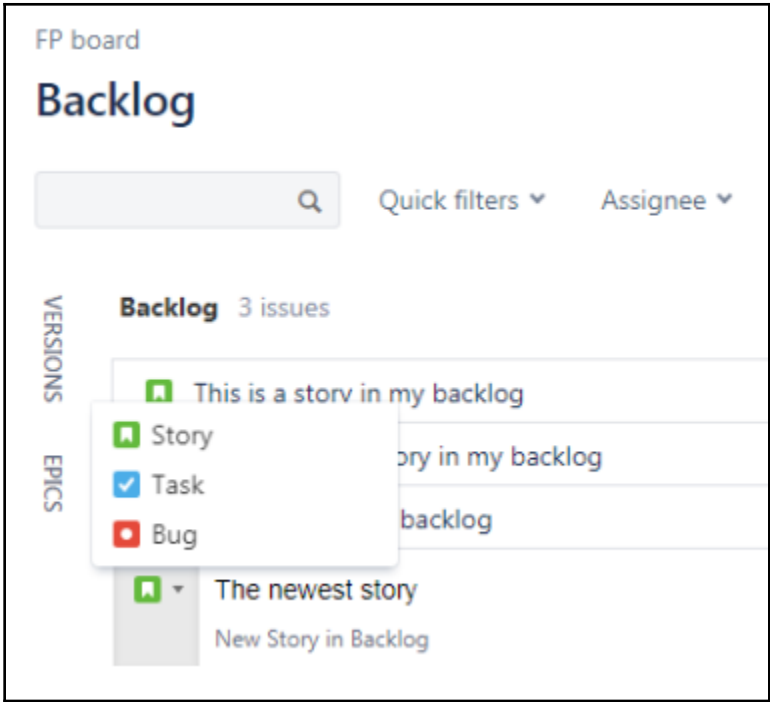 FP board
Backlog
Quick filters
Assignee
VERSIONS
EPICS
Backlog 3 issues
This is a story in my backlog
Story
ory in my backlog
Task
backlog
Bug
The newest story
New Story in Backlog